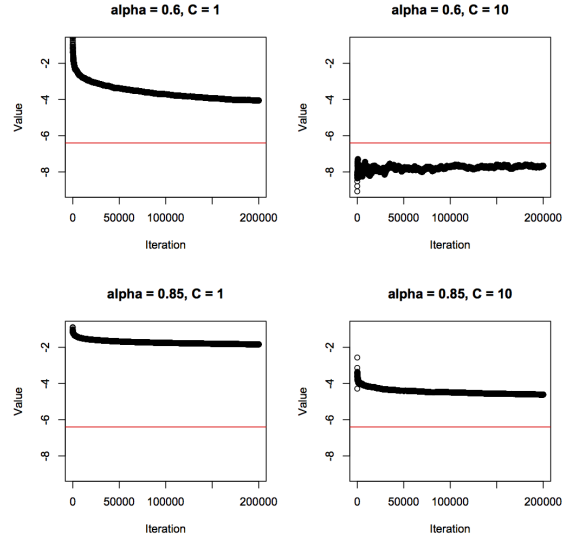 alpha = 0.6, C = 1
Value
-2
-4
-6
-8
0 50000 100000 200000
Iteration
alpha = 0.6, C = 10
Value
-2
-4
-6
-8
0 50000 100000 200000
Iteration
alpha = 0.85, C = 1
Value
-2
-4
-6
-8
0 50000 100000 200000
Iteration
alpha = 0.85, C = 10
Value
-2
-4
-6
-8
0 50000 100000 200000
Iteration